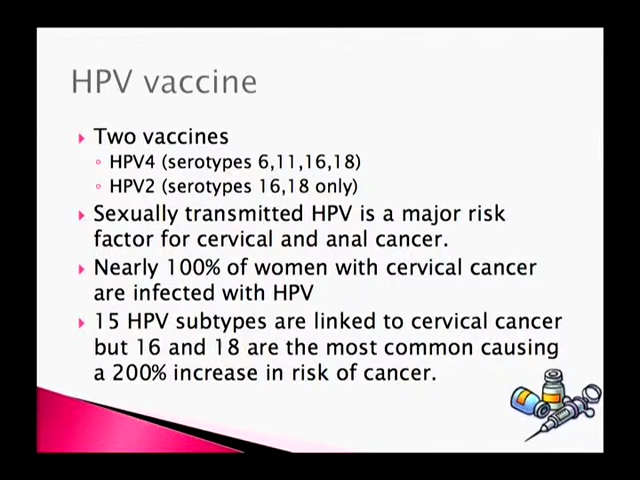 HPV vaccine
Two vaccines
HPV4 (serotypes 6,11,16,18)
HPV2 (serotypes 16,18 only)
Sexually transmitted HPV is a major risk
factor for cervical and anal cancer.
Nearly 100% of women with cervical cancer
are infected with HPV
15 HPV subtypes are linked to cervical cancer
but 16 and 18 are the most common causing
a 200% increase in risk of cancer.